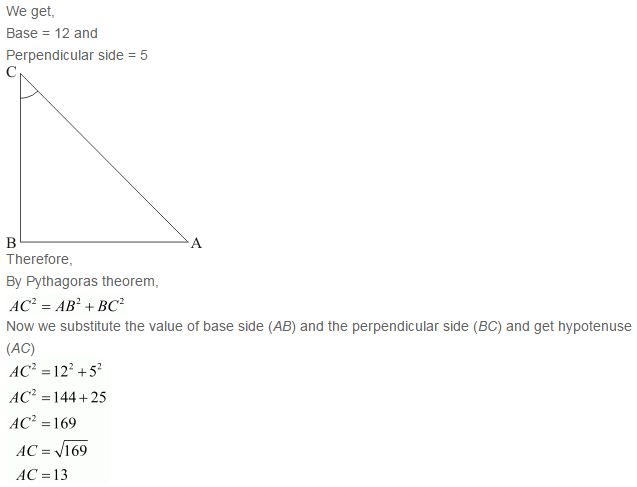 We get,
Base = 12 and
Perpendicular side = 5
C
B
A
Therefore,
By Pythagoras theorem,
AC² = AB² + BC²
Now we substitute the value of base side (AB) and the perpendicular side (BC) and get hypotenuse
(AC)
AC² = 12² + 5²
AC² = 144 + 25
AC² = 169
AC = √169
AC = 13